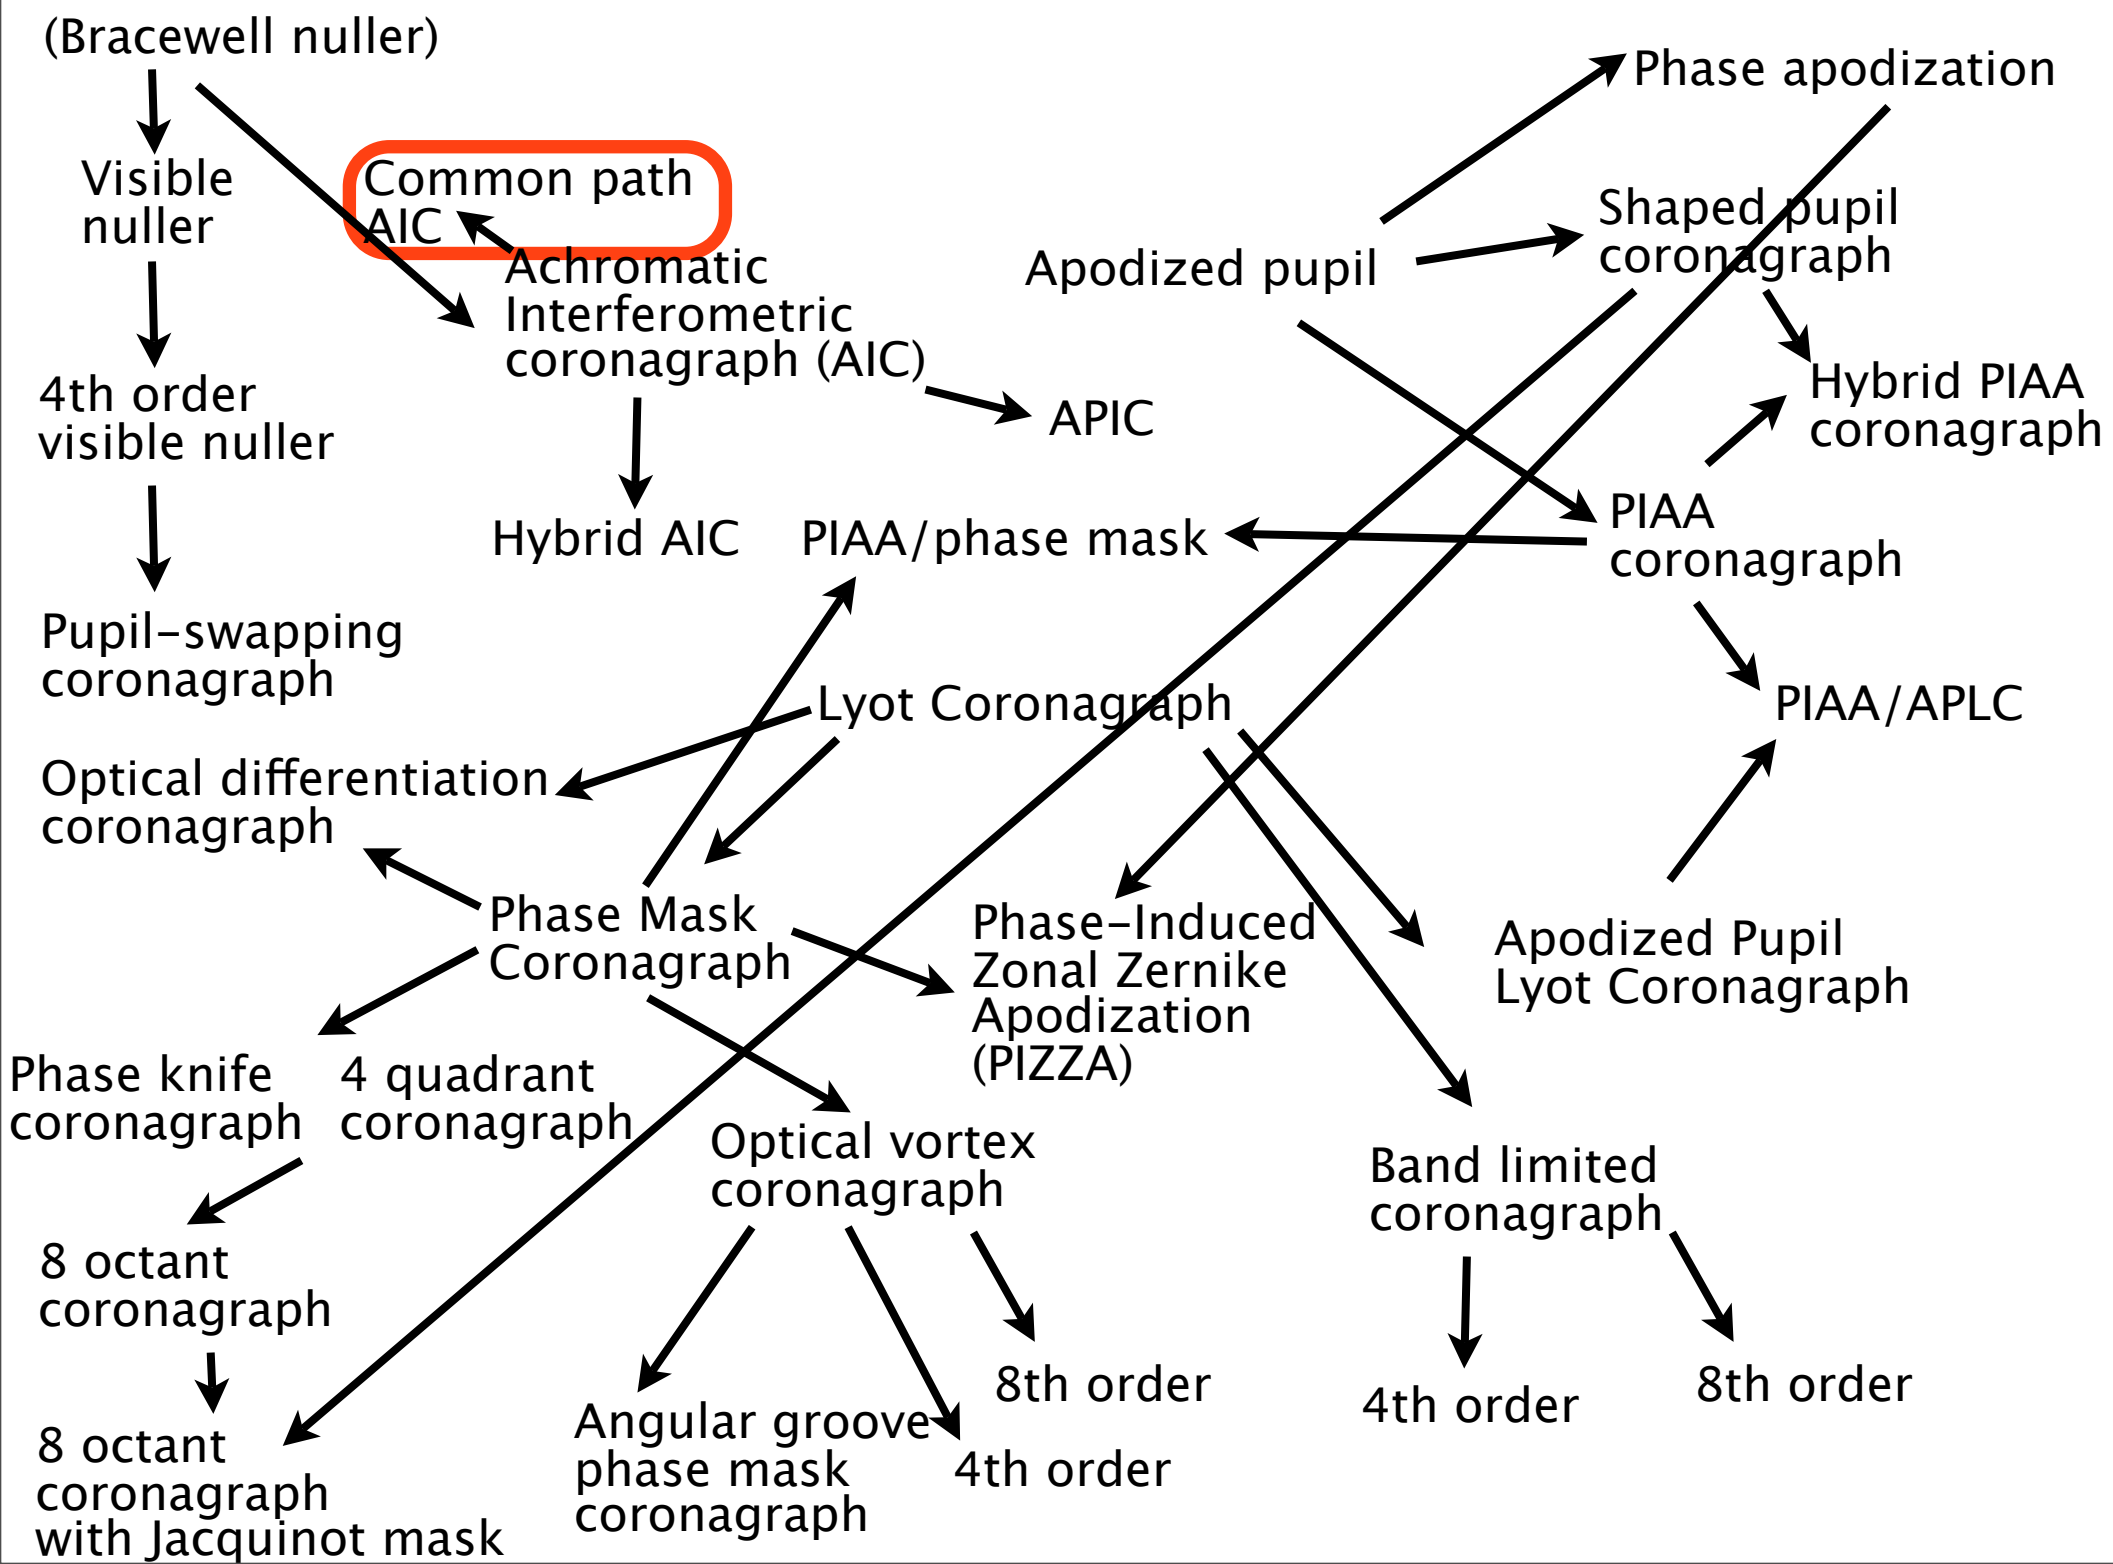 (Bracewell nuller)
Phase apodization
Visible
nuller
Common path
AIC
Shaped pupil
coronagraph
Achromatic
Interferometric
coronagraph (AIC)
Apodized pupil
4th order
visible nuller
APIC
Hybrid PIAA
coronagraph
Hybrid AIC
PIAA/phase mask
PIAA
coronagraph
Pupil-swapping
coronagraph
Lyot Coronagraph
PIAA/APLC
Optical differentiation
coronagraph
Phase Mask
Coronagraph
Phase-Induced
Zonal Zernike
Apodization
(PIZZA)
Apodized Pupil
Lyot Coronagraph
Phase knife
coronagraph
4 quadrant
coronagraph
Optical vortex
coronagraph
Band limited
coronagraph
8 octant
coronagraph
8th order
4th order
8th order
Angular groove
phase mask
coronagraph
4th order
8 octant
coronagraph
with Jacquinot mask